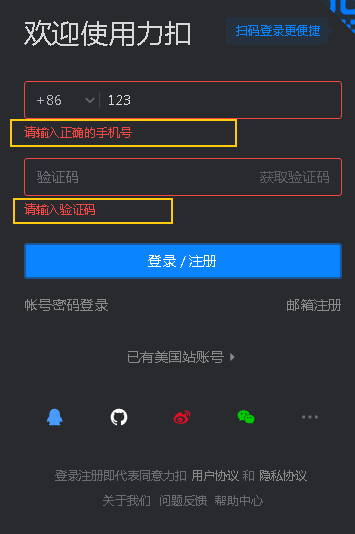 欢迎使用力扣
扫码登录更便捷
+86 123
请输入正确的手机号
验证码 获取验证码
请输入验证码
登录 / 注册
帐号密码登录 邮箱注册
已有美国站账号
登录注册即代表同意力扣 用户协议 和 隐私协议
关于我们 问题反馈 帮助中心